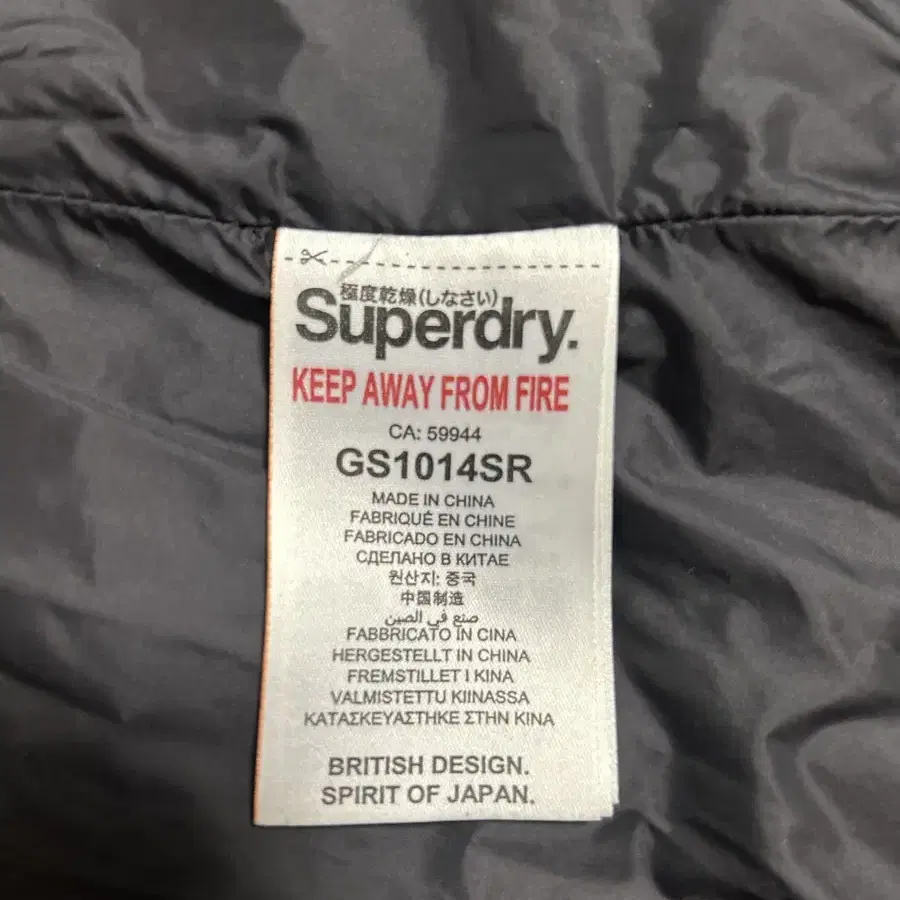 極度乾燥(しなさい)
Superdry.
KEEP AWAY FROM FIRE
CA: 59944
GS1014SR
MADE IN CHINA
FABRIQUÉ EN CHINE
FABRICADO EN CHINA
СДЕЛАНО В КИТАЕ
원산지: 중국
中国制造
صنع في الصين
FABBRICATO IN CINA
HERGESTELLT IN CHINA
FREMSTILLET I KINA
VALMISTETTU KIINASSA
ΚΑΤΑΣΚΕΥΑΣΤΗΚΕ ΣΤΗΝ ΚΙΝΑ
BRITISH DESIGN.
SPIRIT OF JAPAN.